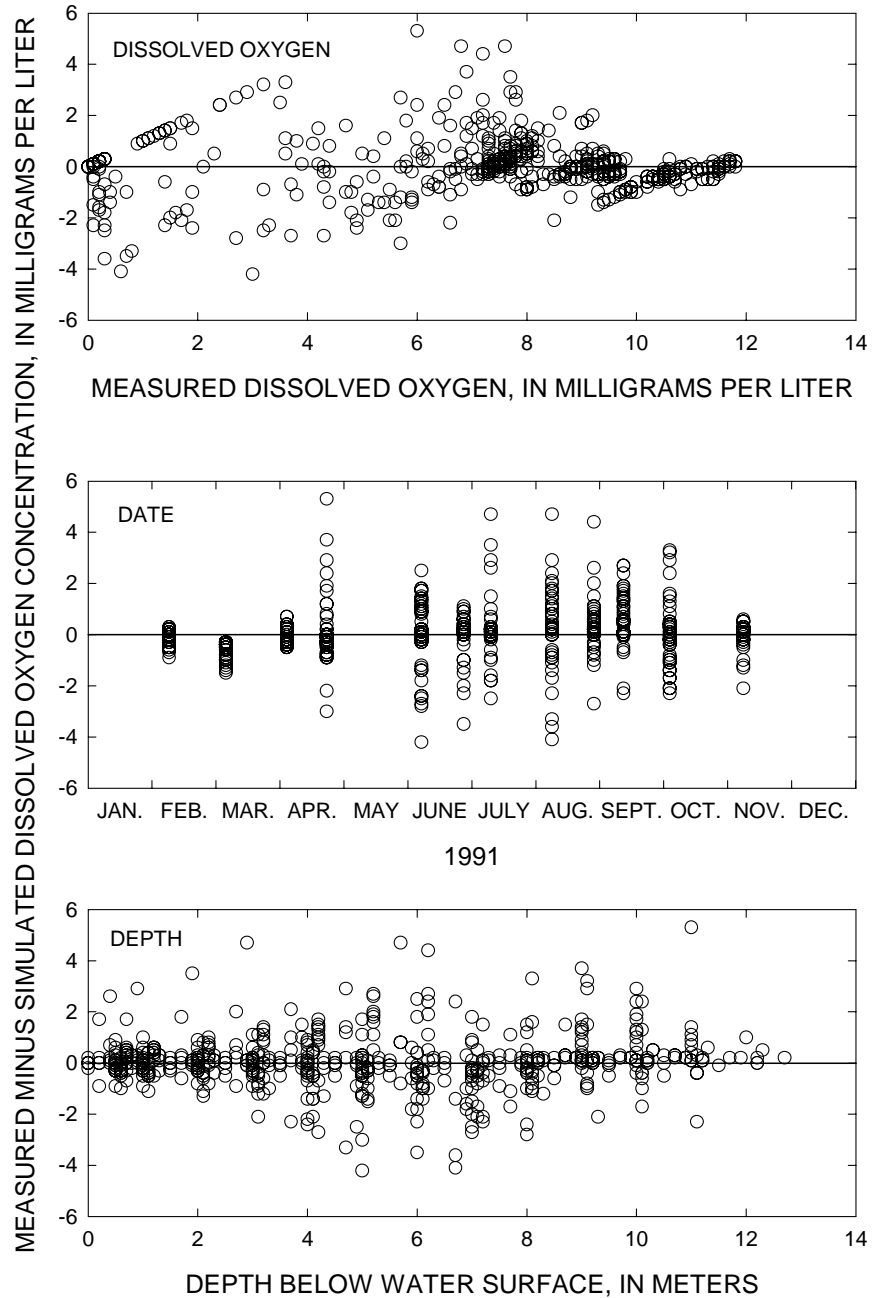 MEASURED MINUS SIMULATED DISSOLVED OXYGEN CONCENTRATION, IN MILLIGRAMS PER LITER
6
4
2
0
-2
-4
-6
DISSOLVED OXYGEN
0 2 4 6 8 10 12 14
MEASURED DISSOLVED OXYGEN, IN MILLIGRAMS PER LITER
6
4
2
0
-2
-4
-6
DATE
JAN. FEB. MAR. APR. MAY JUNE JULY AUG. SEPT. OCT. NOV. DEC.
1991
6
4
2
0
-2
-4
-6
DEPTH
0 2 4 6 8 10 12 14
DEPTH BELOW WATER SURFACE, IN METERS